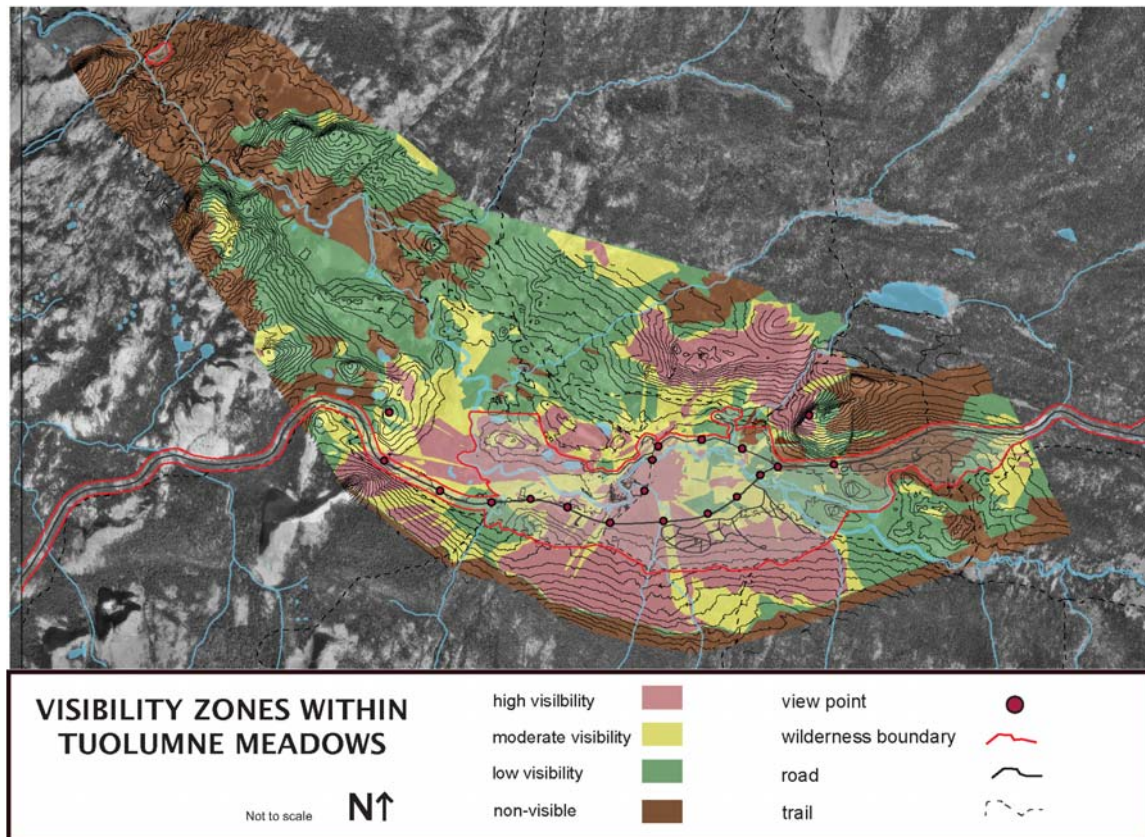 VISIBILITY ZONES WITHIN
TUOLUMNE MEADOWS
Not to scale N↑
high visilbility
moderate visibility
low visibility
non-visible
view point
wilderness boundary
road
trail